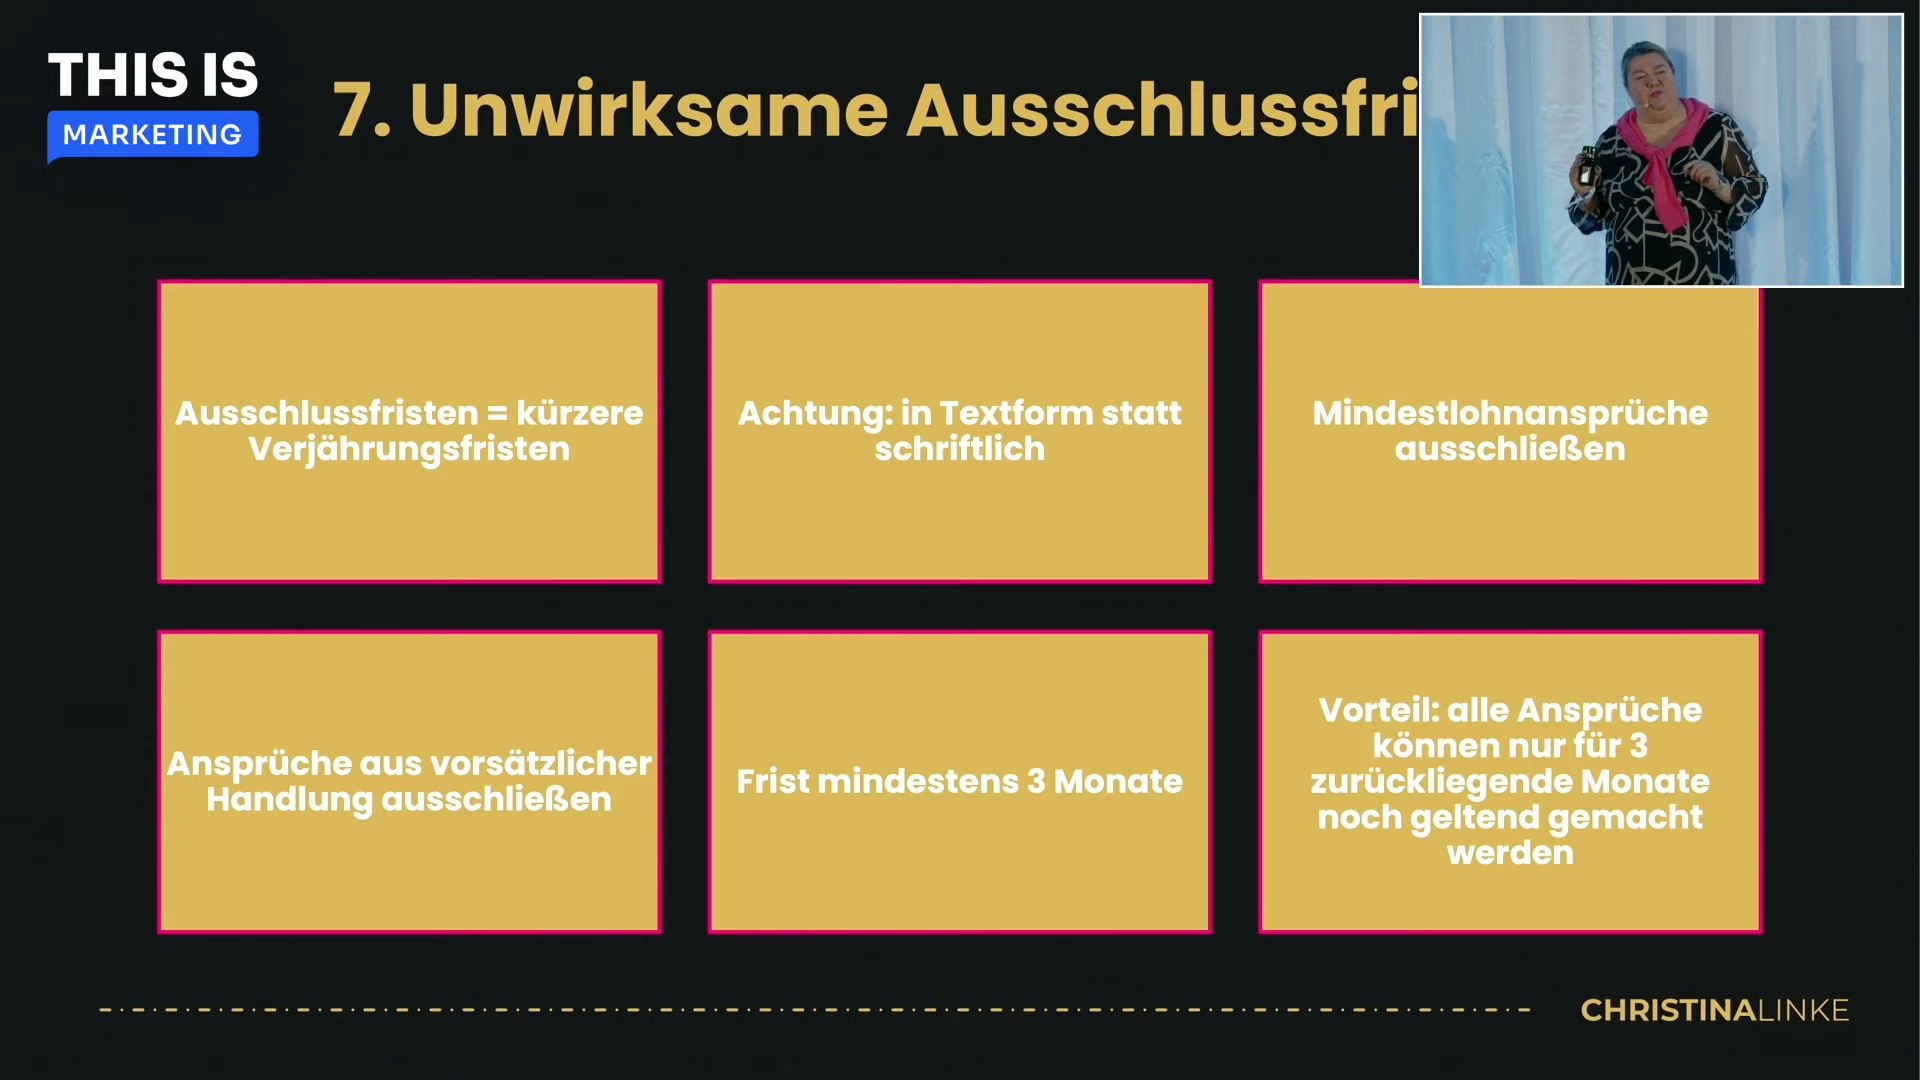 THIS IS
MARKETING
7. Unwirksame Ausschlussfri
Ausschlussfristen = kürzere
Verjährungsfristen
Achtung: in Textform statt
schriftlich
Mindestlohnansprüche
ausschließen
Ansprüche aus vorsätzlicher
Handlung ausschließen
Frist mindestens 3 Monate
Vorteil: alle Ansprüche
können nur für 3
zurückliegende Monate
noch geltend gemacht
werden
CHRISTINALINKE